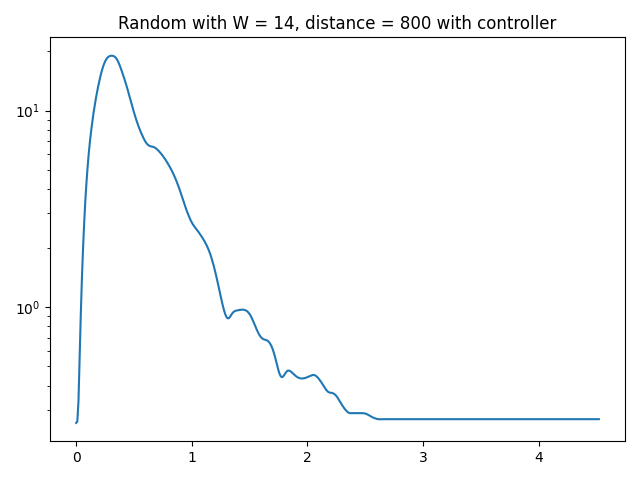 Random with W = 14, distance = 800 with controller
10¹
10⁰
0 1 2 3 4